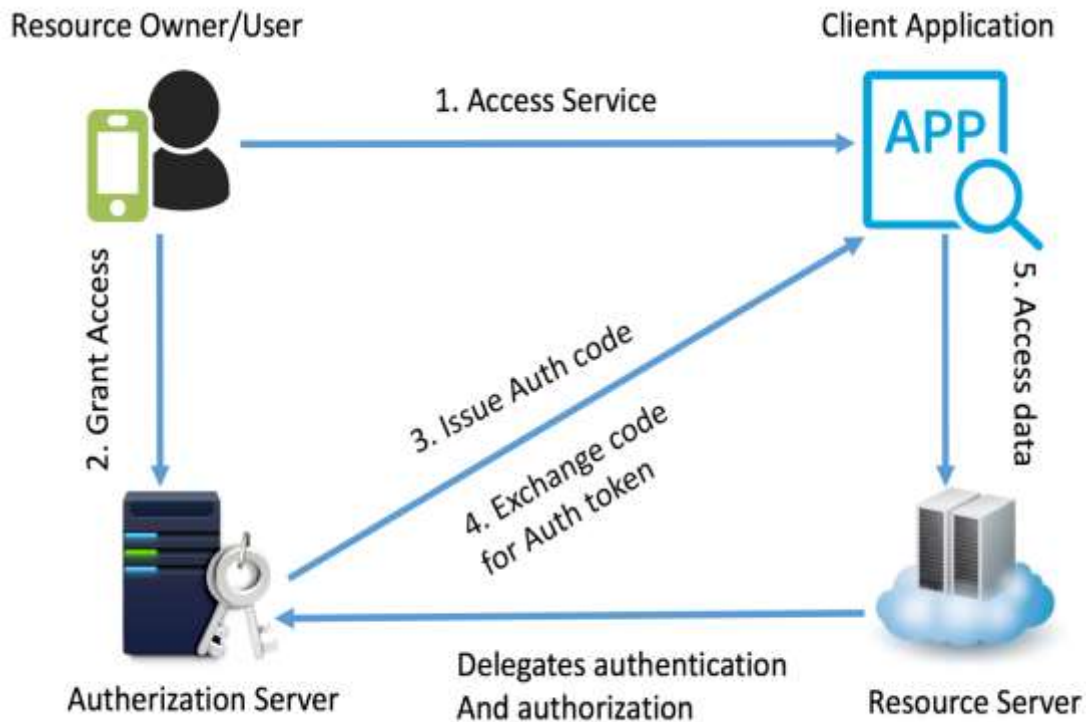 Resource Owner/User
Client Application
1. Access Service
APP
2. Grant Access
3. Issue Auth code
4. Exchange code
for Auth token
5. Access data
Delegates authentication
And authorization
Autherization Server
Resource Server